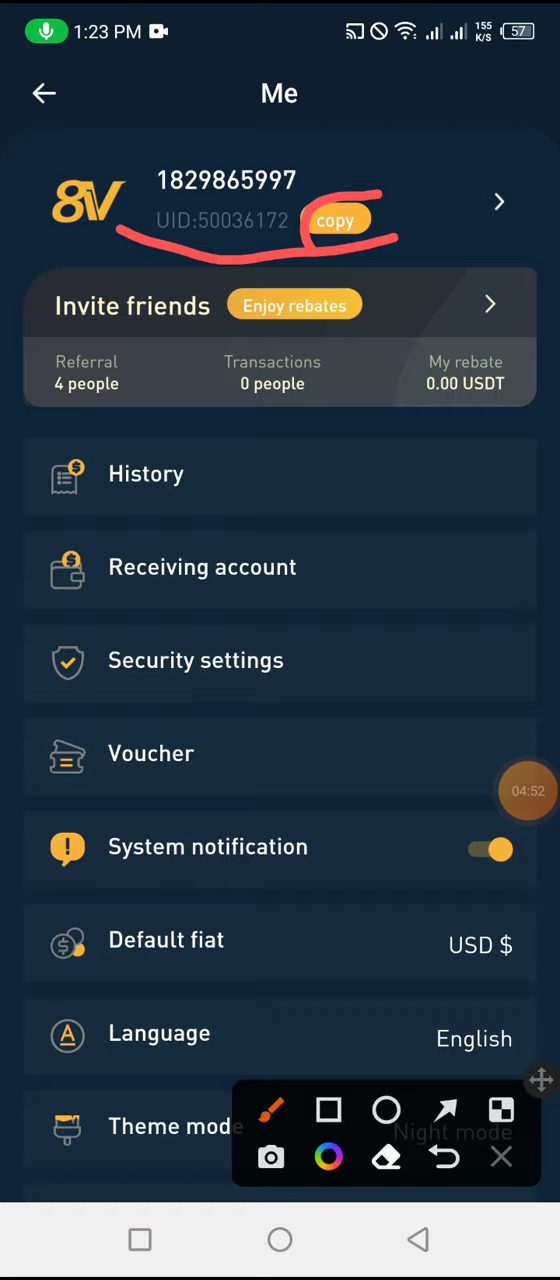 1:23 PM 155 K/S 57
Me
8V
1829865997
UID:50036172 copy
Invite friends Enjoy rebates
Referral Transactions My rebate
4 people 0 people 0.00 USDT
History
Receiving account
Security settings
Voucher
04:52
System notification
Default fiat USD $
Language English
Theme mode Night mode